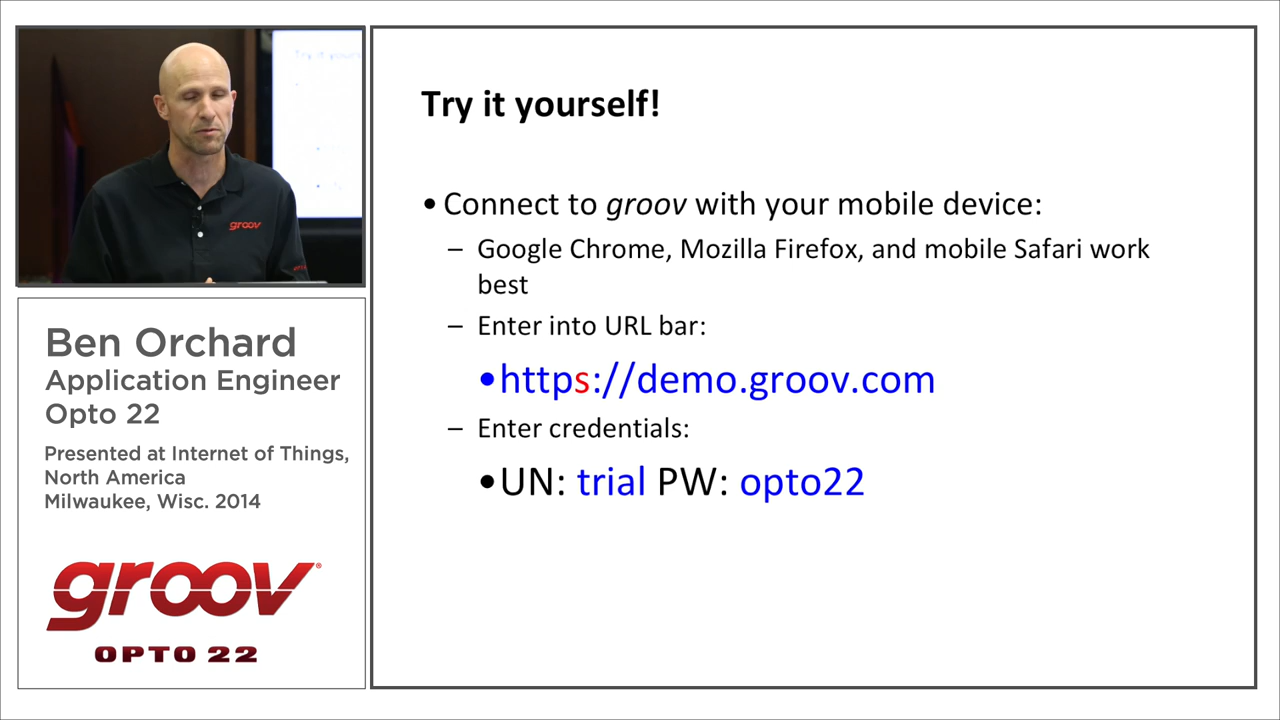 Try it yourself!
• Connect to groov with your mobile device:
– Google Chrome, Mozilla Firefox, and mobile Safari work
best
– Enter into URL bar:
•https://demo.groov.com
– Enter credentials:
•UN: trial PW: opto22
groov
Ben Orchard
Application Engineer
Opto 22
Presented at Internet of Things,
North America
Milwaukee, Wisc. 2014
groov®
OPTO 22